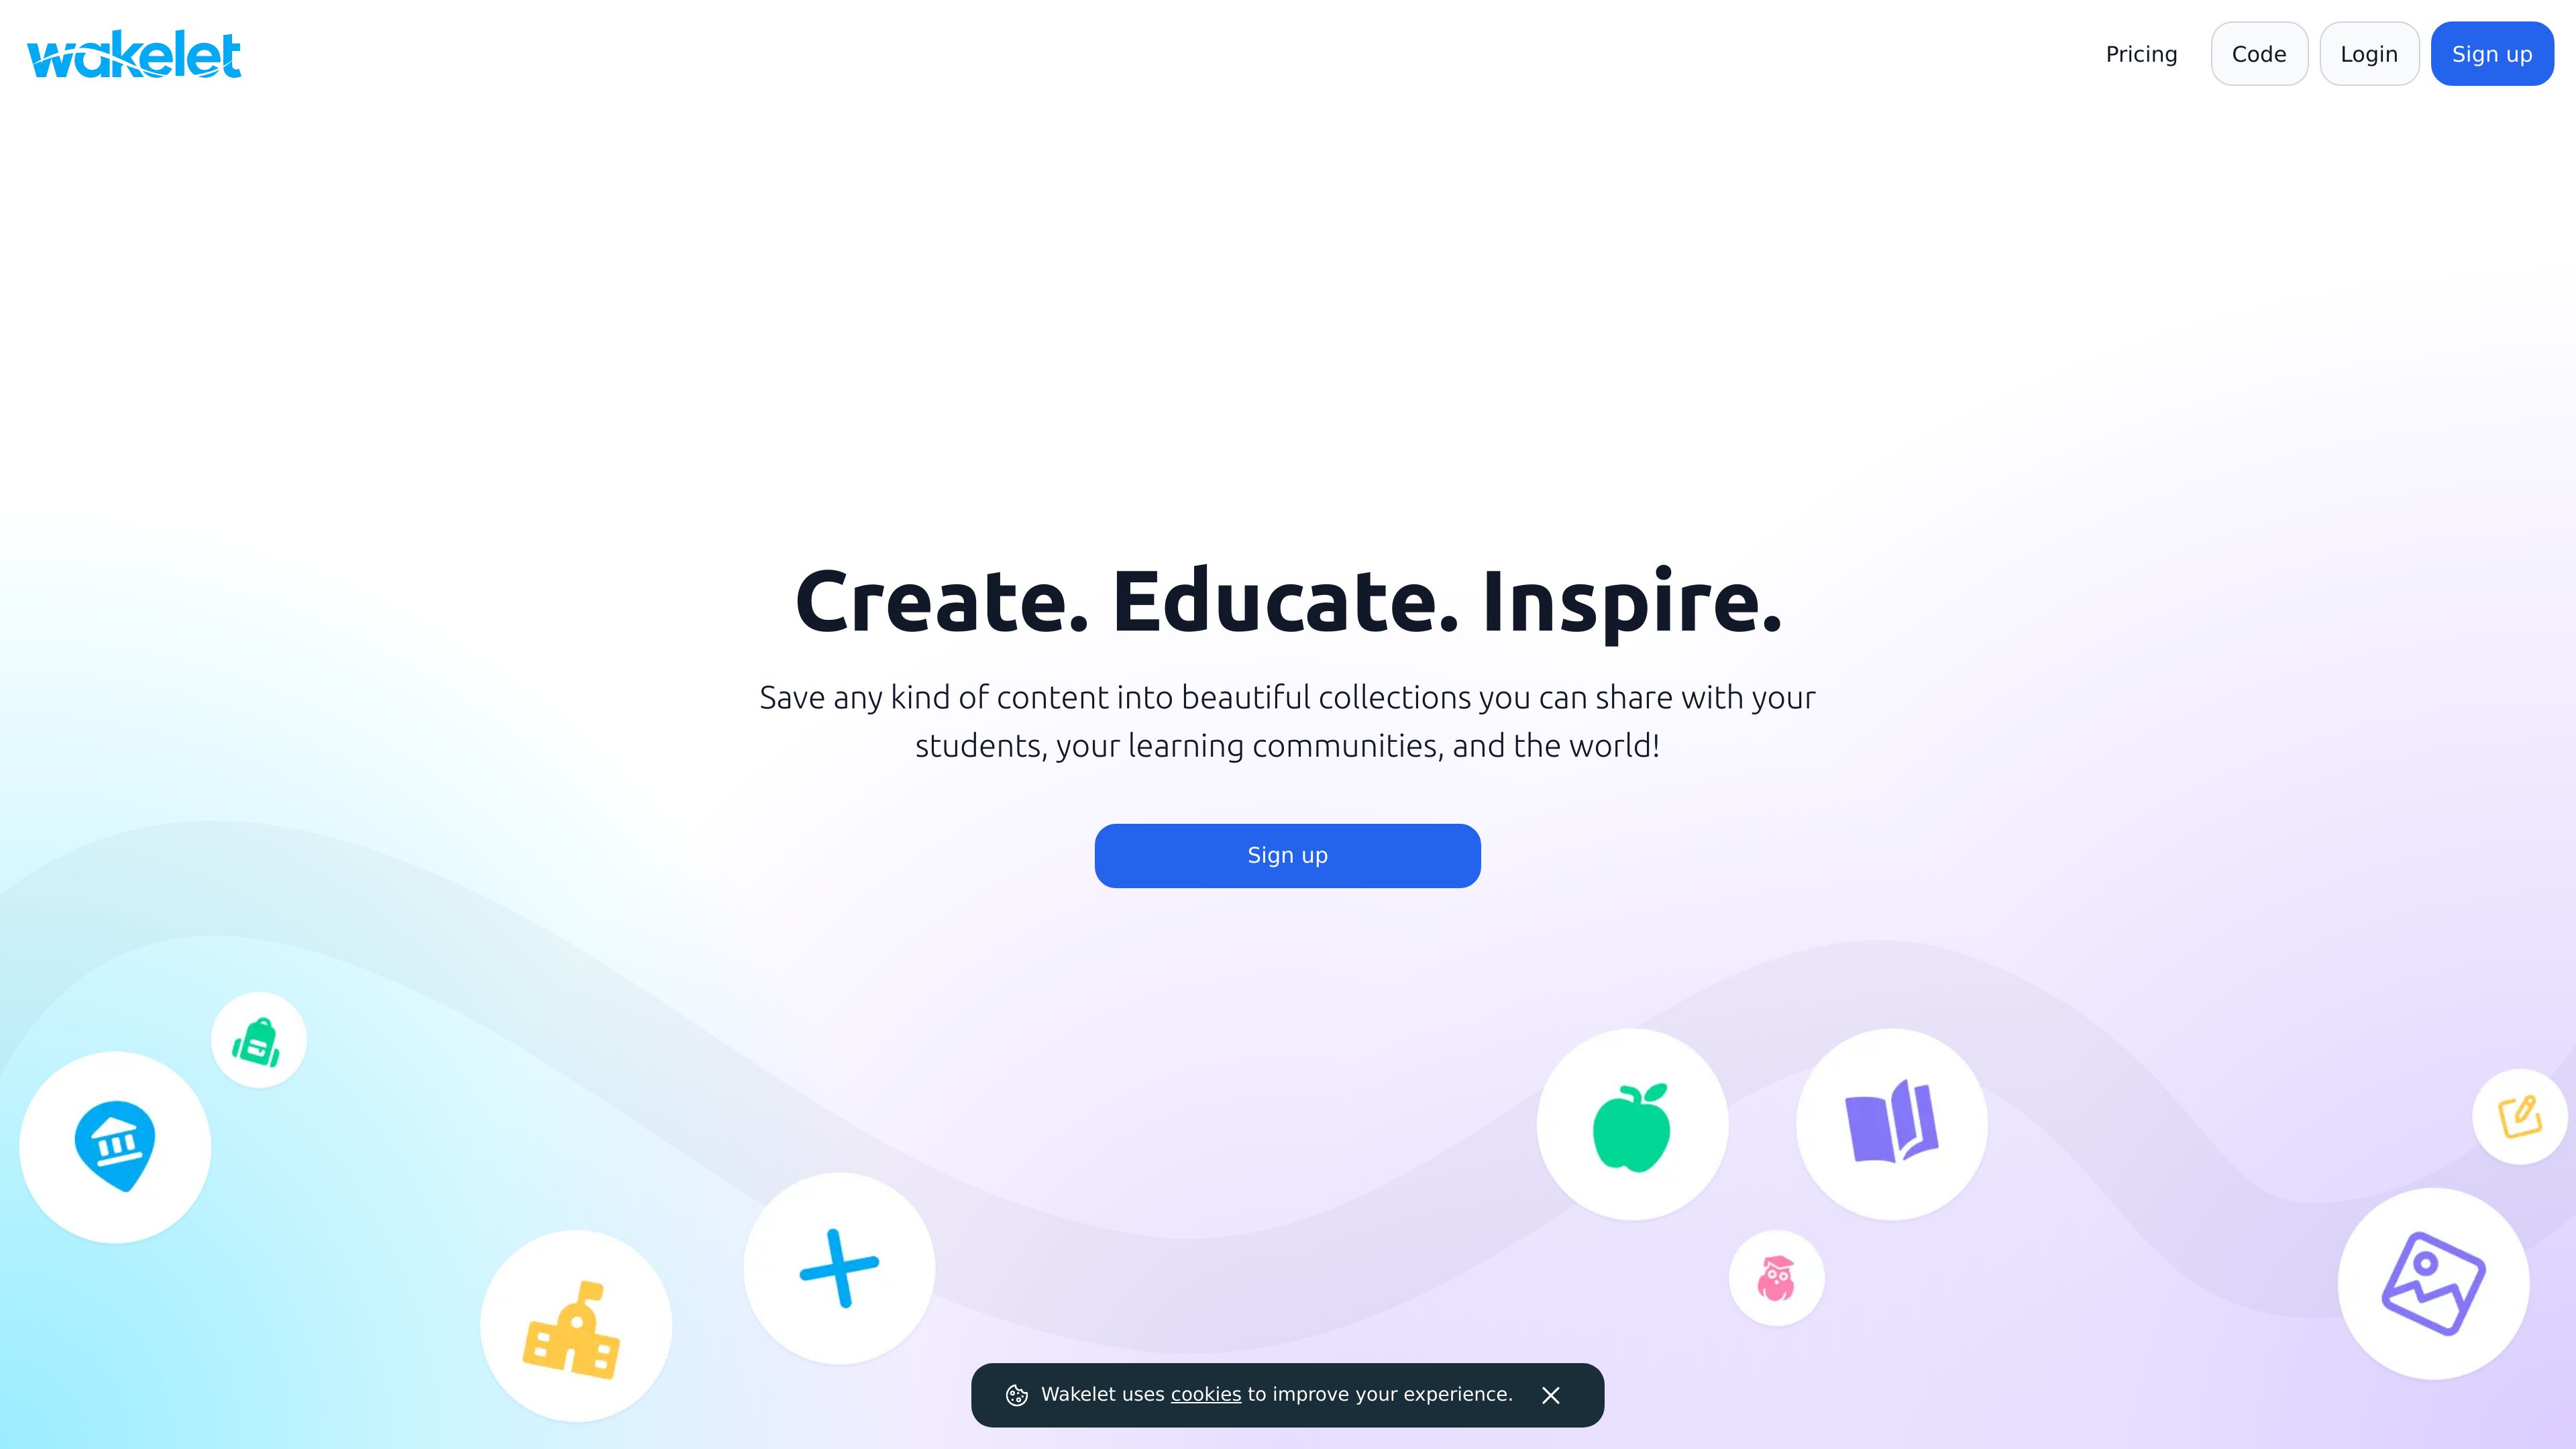 wakelet
Pricing
Code
Login
Sign up
Create. Educate. Inspire.
Save any kind of content into beautiful collections you can share with your
students, your learning communities, and the world!
Sign up
Wakelet uses cookies to improve your experience.